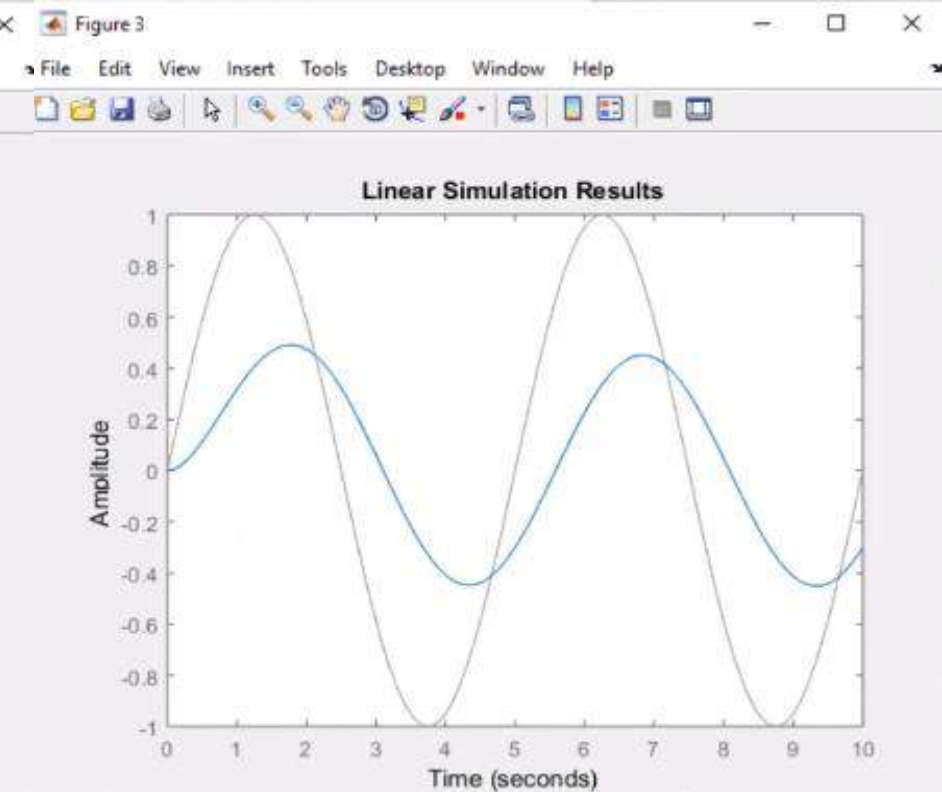 Figure 3
File Edit View Insert Tools Desktop Window Help
Linear Simulation Results
1
0.8
0.6
0.4
0.2
0
-0.2
-0.4
-0.6
-0.8
-1
Amplitude
0 1 2 3 4 5 6 7 8 9 10
Time (seconds)